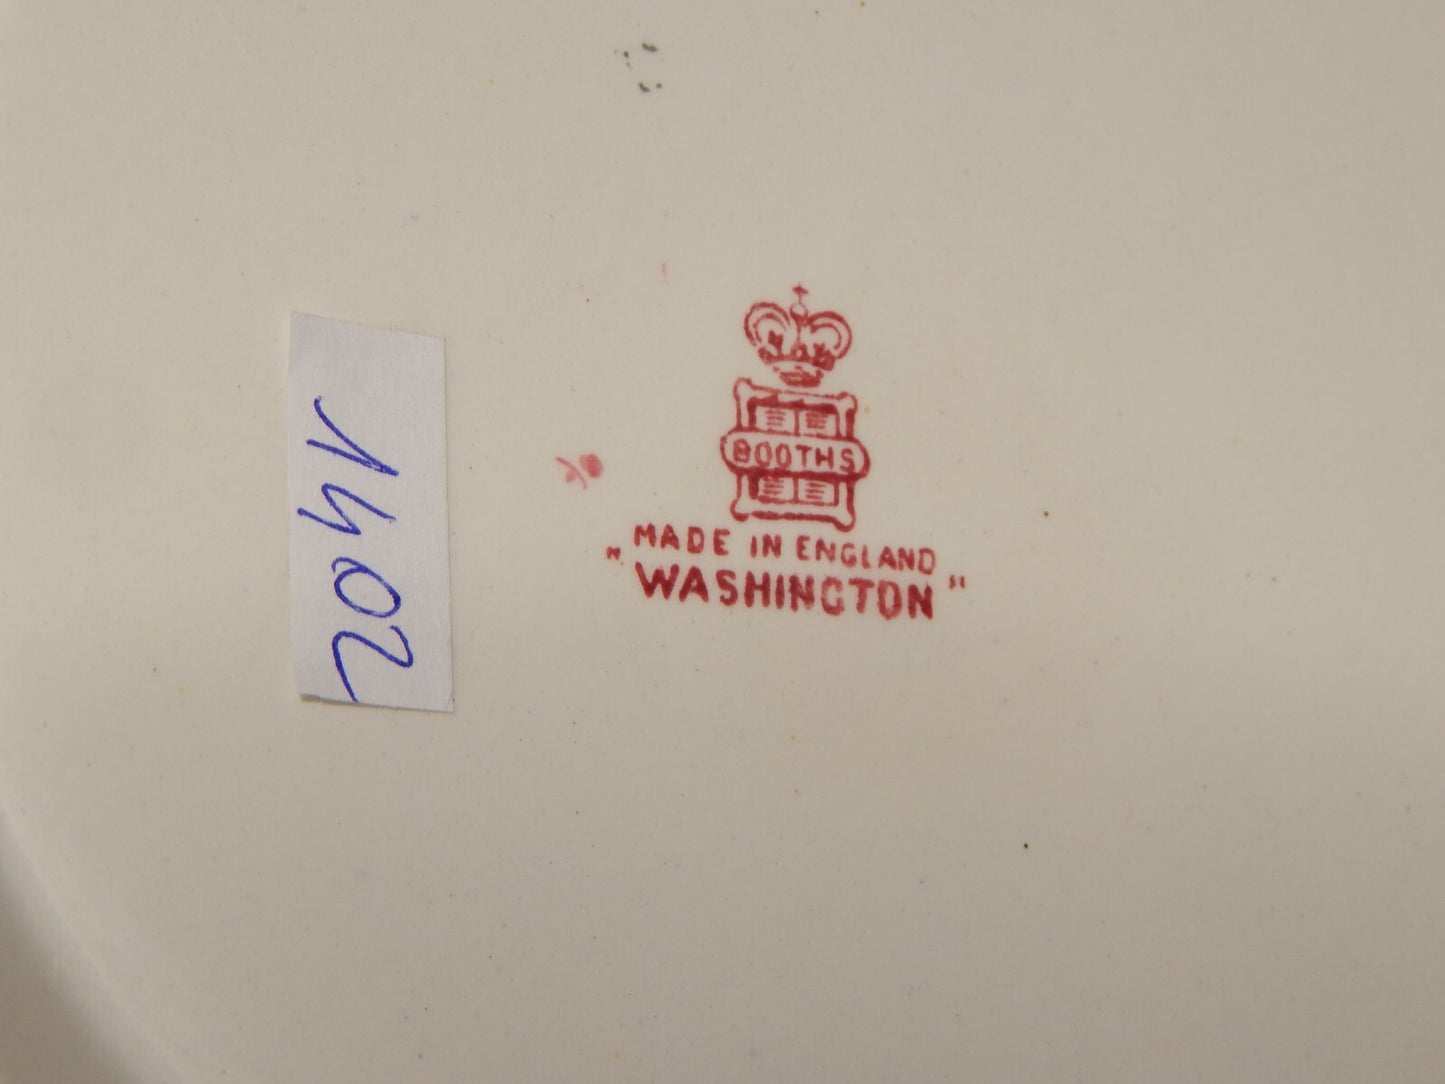 1402
BOOTHS
MADE IN ENGLAND
"WASHINGTON"